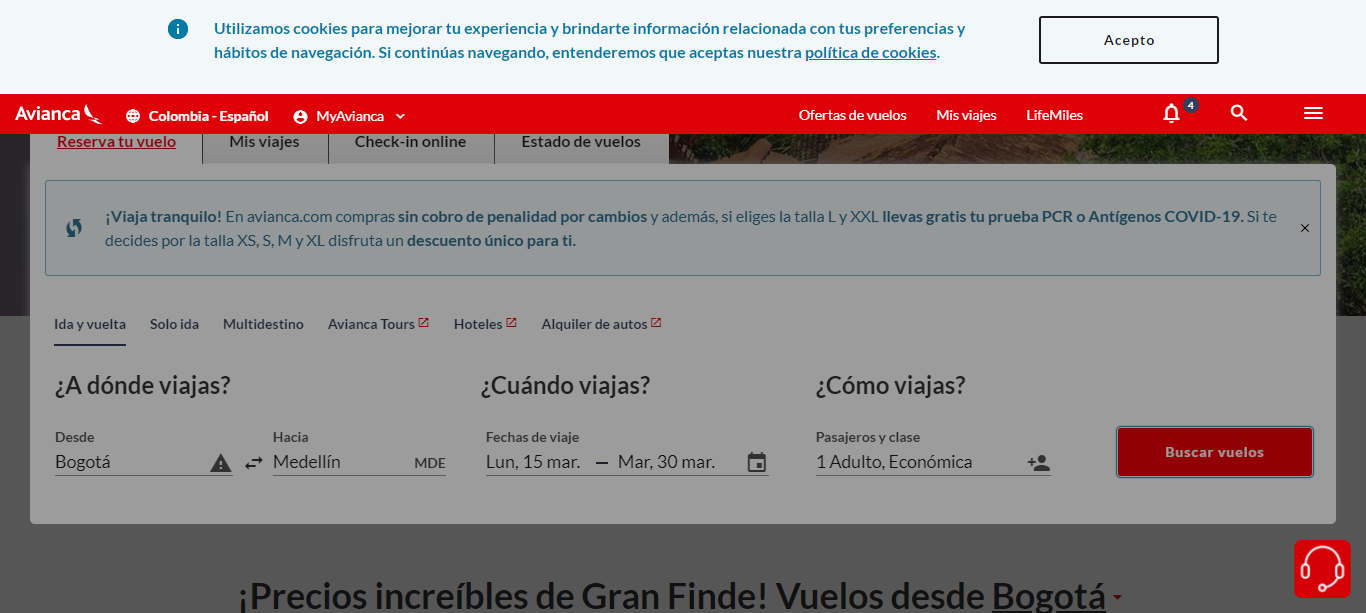 Utilizamos cookies para mejorar tu experiencia y brindarte información relacionada con tus preferencias y
hábitos de navegación. Si continúas navegando, entenderemos que aceptas nuestra política de cookies.
Acepto
Avianca Colombia - Español MyAvianca Ofertas de vuelos Mis viajes LifeMiles 4
Reserva tu vuelo Mis viajes Check-in online Estado de vuelos
¡Viaja tranquilo! En avianca.com compras sin cobro de penalidad por cambios y además, si eliges la talla L y XXL llevas gratis tu prueba PCR o Antígenos COVID-19. Si te
decides por la talla XS, S, M y XL disfruta un descuento único para ti.
Ida y vuelta Solo ida Multidestino Avianca Tours Hoteles Alquiler de autos
¿A dónde viajas? ¿Cuándo viajas? ¿Cómo viajas?
Desde Hacia Fechas de viaje Pasajeros y clase
Bogotá Medellín MDE Lun, 15 mar. — Mar, 30 mar. 1 Adulto, Económica
Buscar vuelos
¡Precios increíbles de Gran Finde! Vuelos desde Bogotá